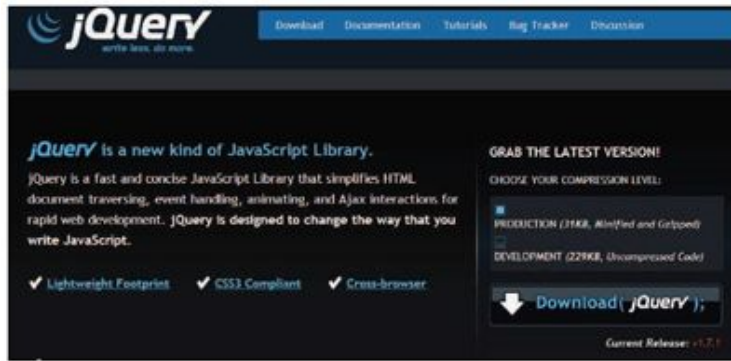 jQuery
write less, do more.
Download Documentation Tutorials Bug Tracker Discussion
jQuery is a new kind of JavaScript Library.
jQuery is a fast and concise JavaScript Library that simplifies HTML
document traversing, event handling, animating, and Ajax interactions for
rapid web development. jQuery is designed to change the way that you
write JavaScript.
Lightweight Footprint CSS3 Compliant Cross-browser
GRAB THE LATEST VERSION!
CHOOSE YOUR COMPRESSION LEVEL:
PRODUCTION (31KB, Minified and Gzipped)
DEVELOPMENT (229KB, Uncompressed Code)
Download( jQuery );
Current Release: v1.7.1